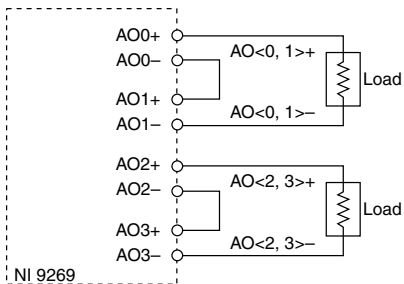 AO0+
AO0–
AO1+
AO1–
AO<0, 1>+
AO<0, 1>–
Load
AO2+
AO2–
AO3+
AO3–
AO<2, 3>+
AO<2, 3>–
Load
NI 9269